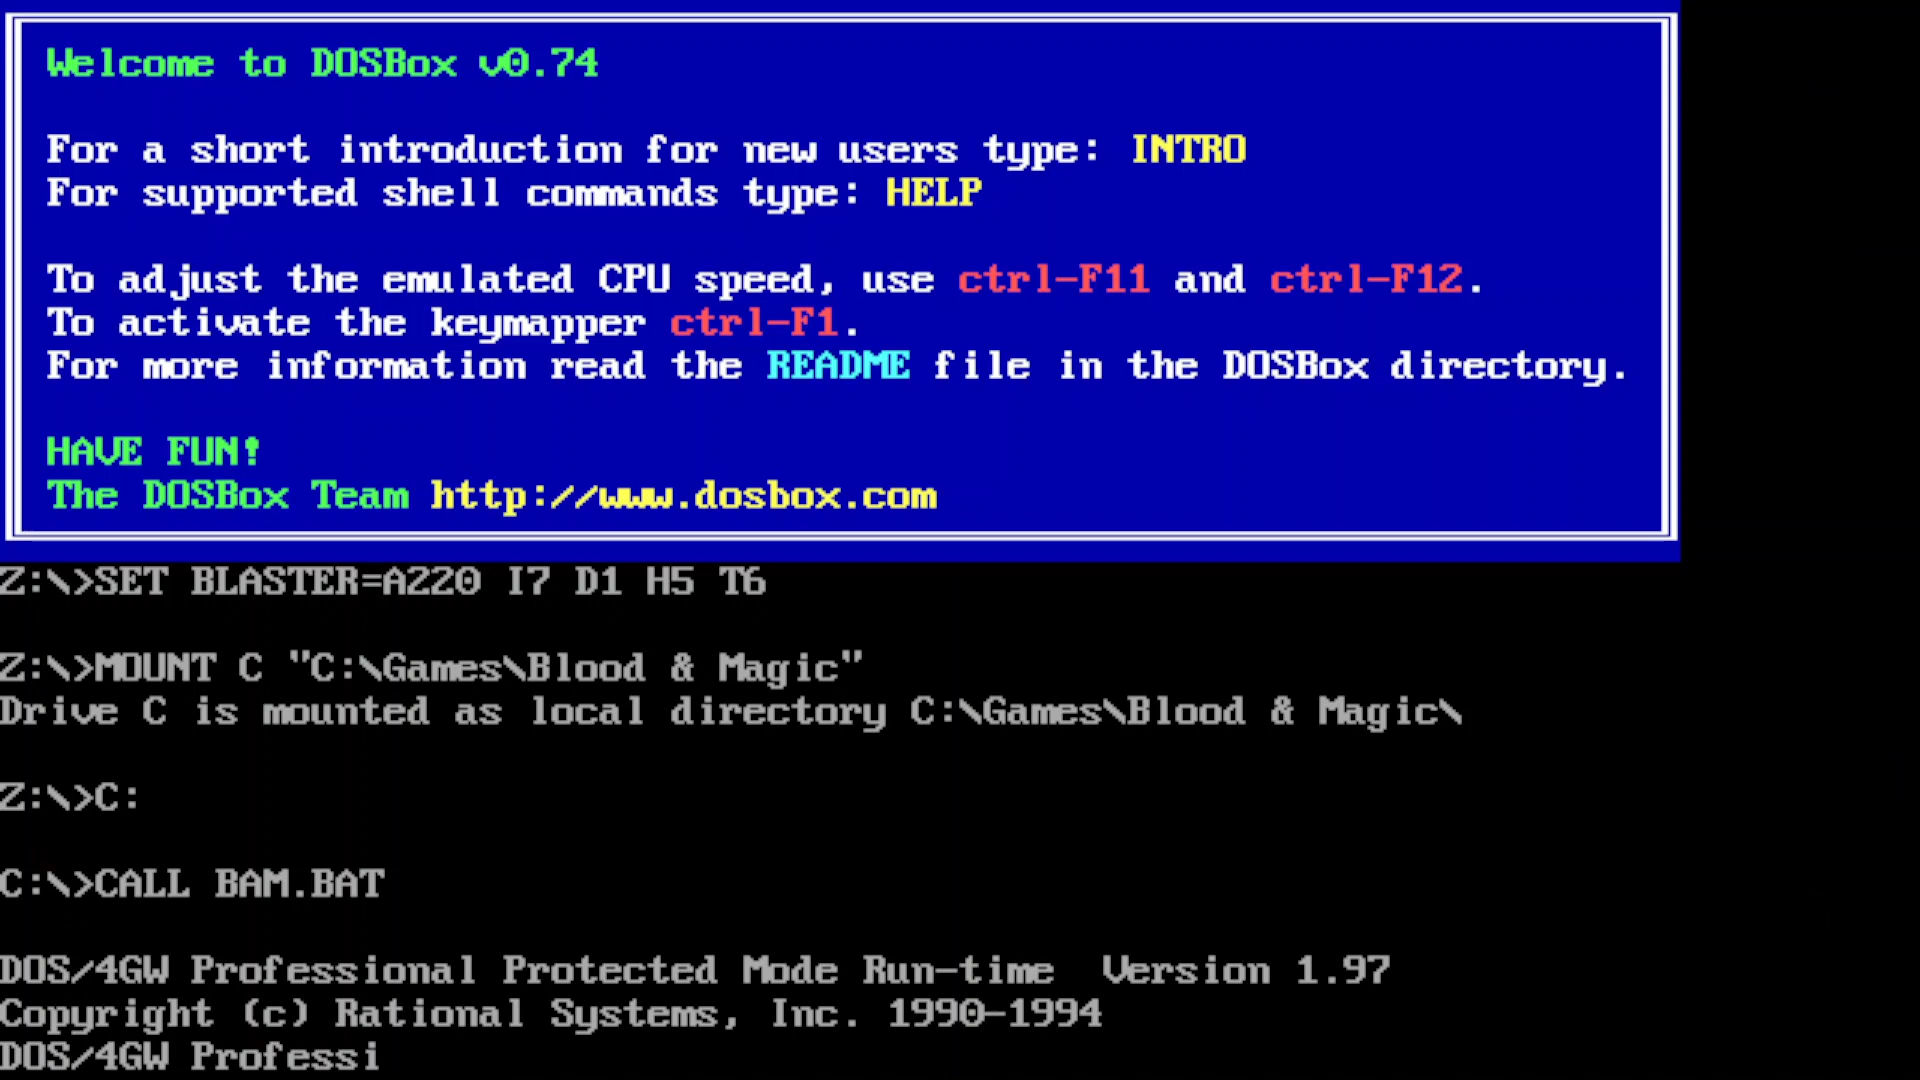 Welcome to DOSBox v0.74
For a short introduction for new users type: INTRO
For supported shell commands type: HELP
To adjust the emulated CPU speed, use ctrl-F11 and ctrl-F12.
To activate the keymapper ctrl-F1.
For more information read the README file in the DOSBox directory.
HAVE FUN!
The DOSBox Team http://www.dosbox.com
Z:\>SET BLASTER=A220 I7 D1 H5 T6
Z:\>MOUNT C "C:\Games\Blood & Magic"
Drive C is mounted as local directory C:\Games\Blood & Magic\
Z:\>C:
C:\>CALL BAM.BAT
DOS/4GW Professional Protected Mode Run-time  Version 1.97
Copyright (c) Rational Systems, Inc. 1990-1994
DOS/4GW Professi